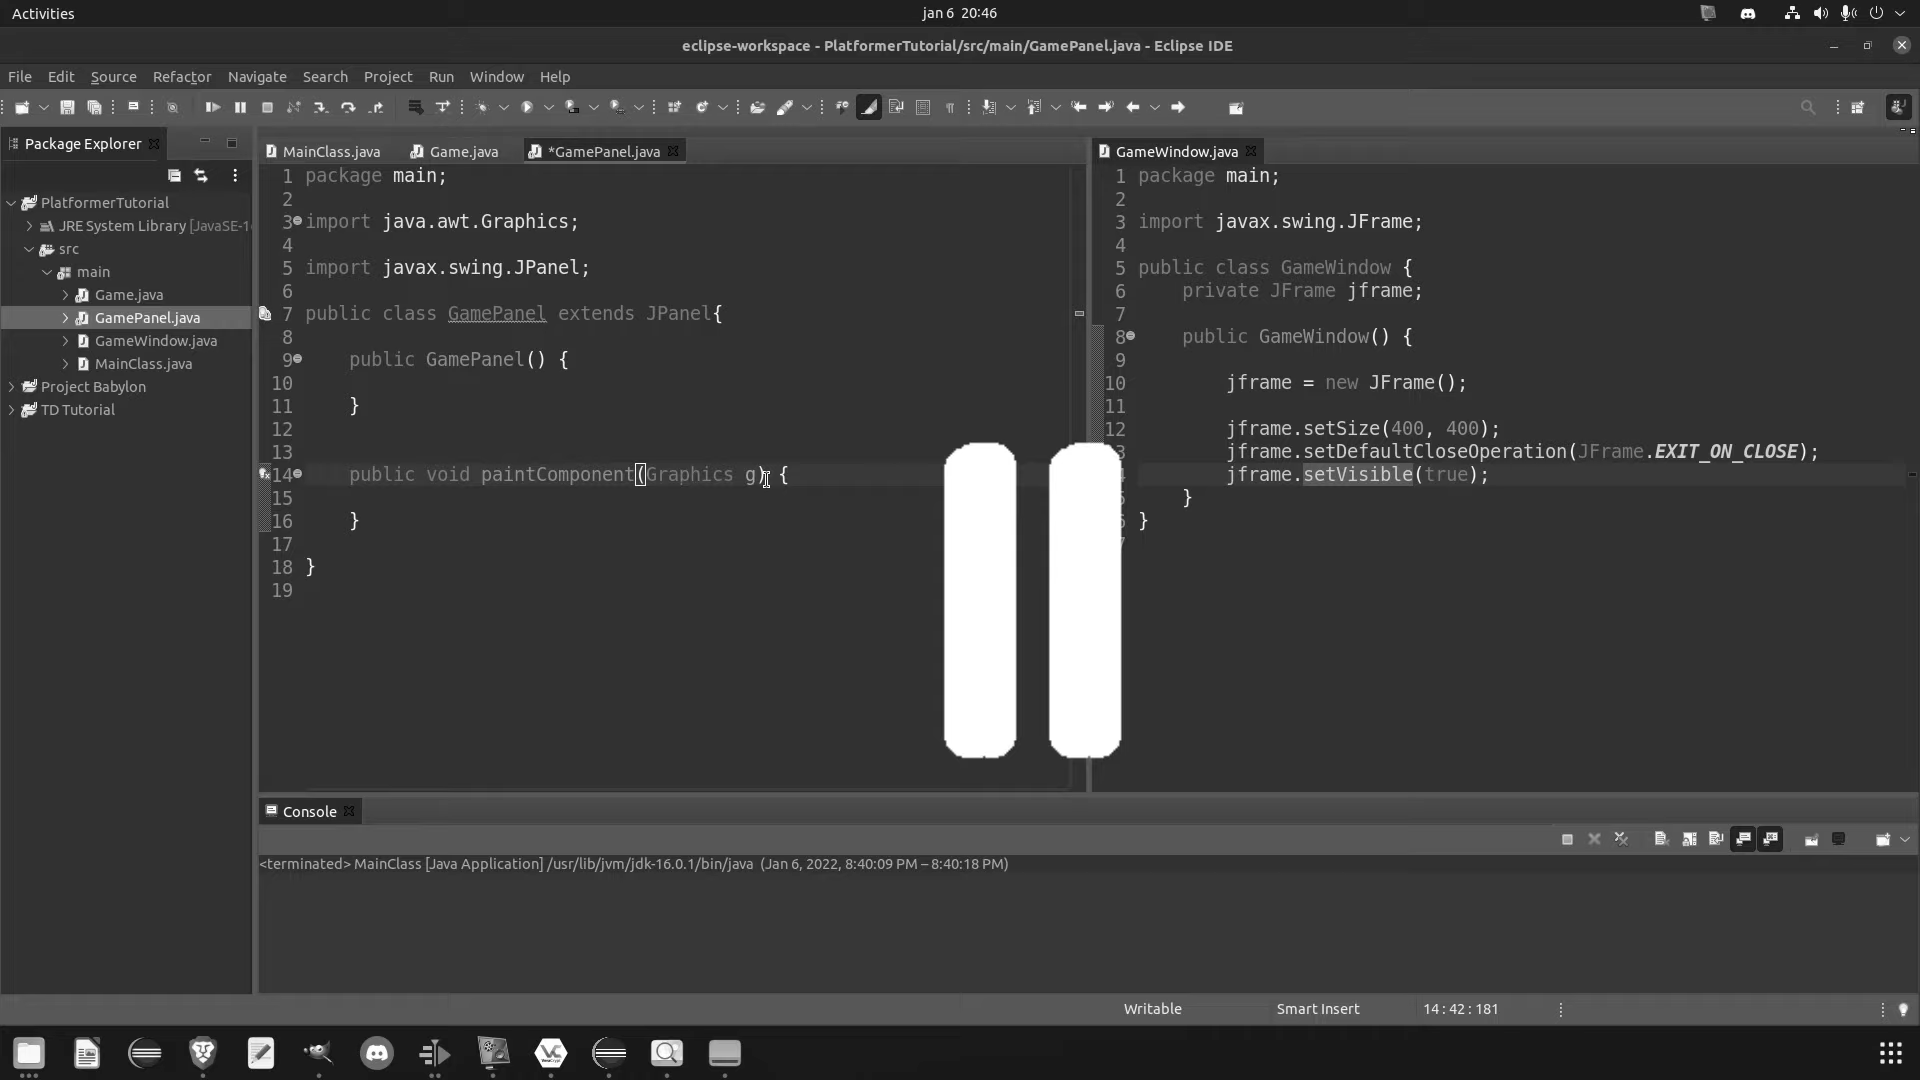 Activities
jan 6 20:46
eclipse-workspace - PlatformerTutorial/src/main/GamePanel.java - Eclipse IDE
File Edit Source Refactor Navigate Search Project Run Window Help
Package Explorer
PlatformerTutorial
JRE System Library [JavaSE-1
src
main
Game.java
GamePanel.java
GameWindow.java
MainClass.java
Project Babylon
TD Tutorial
MainClass.java Game.java *GamePanel.java
1 package main;
2
3 import java.awt.Graphics;
4
5 import javax.swing.JPanel;
6
7 public class GamePanel extends JPanel{
8
9 public GamePanel() {
10
11 }
12
13
14 public void paintComponent(Graphics g) {
15
16 }
17
18 }
19
GameWindow.java
1 package main;
2
3 import javax.swing.JFrame;
4
5 public class GameWindow {
6 private JFrame jframe;
7
8 public GameWindow() {
9
10 jframe = new JFrame();
11
12 jframe.setSize(400, 400);
jframe.setDefaultCloseOperation(JFrame.EXIT_ON_CLOSE);
jframe.setVisible(true);
}
}
Console
<terminated> MainClass [Java Application] /usr/lib/jvm/jdk-16.0.1/bin/java (Jan 6, 2022, 8:40:09 PM – 8:40:18 PM)
Writable Smart Insert 14 : 42 : 181